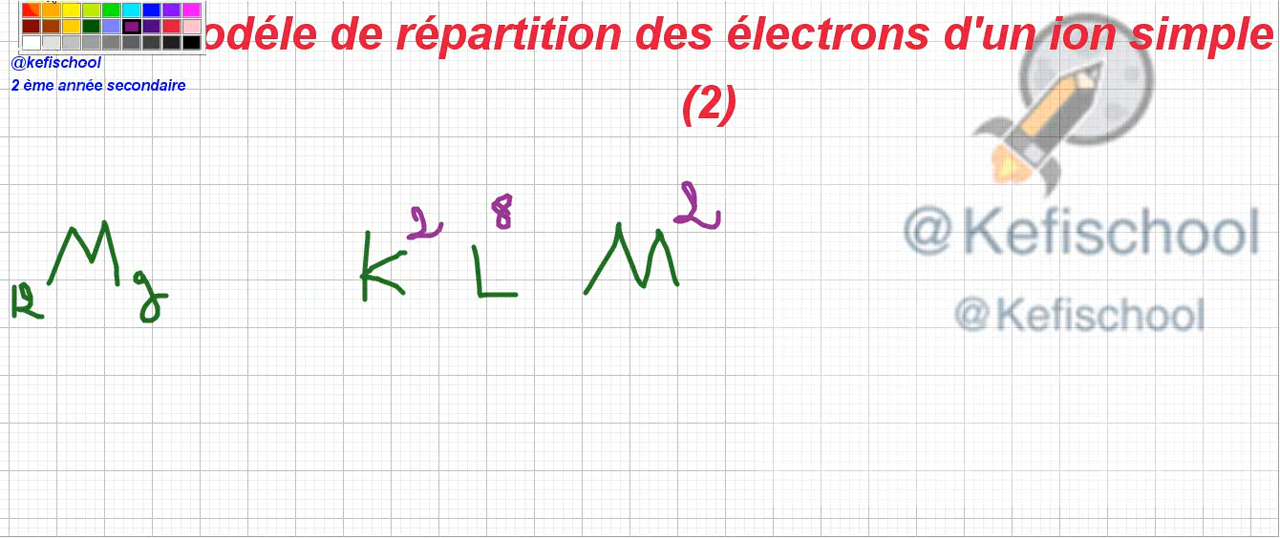 odéle de répartition des électrons d'un ion simple
(2)
@kefischool
2 ème année secondaire
12Mg K² L⁸ M²
@Kefischool
@Kefischool